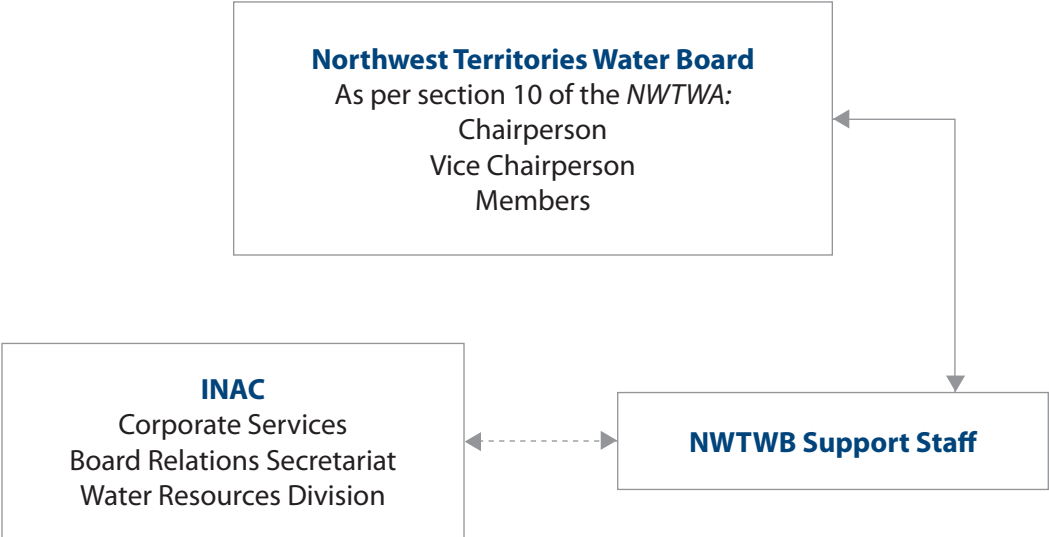 Northwest Territories Water Board
As per section 10 of the NWTWA:
Chairperson
Vice Chairperson
Members
INAC
Corporate Services
Board Relations Secretariat
Water Resources Division
NWTWB Support Staff